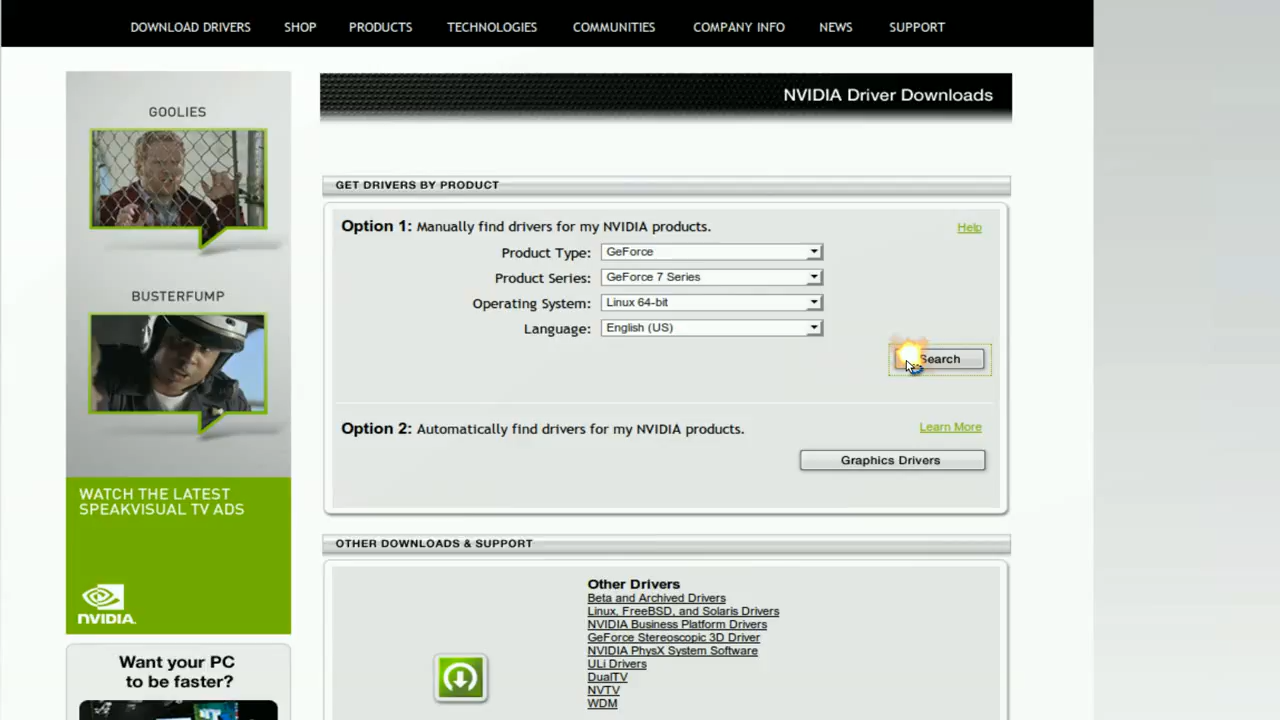 DOWNLOAD DRIVERS SHOP PRODUCTS TECHNOLOGIES COMMUNITIES COMPANY INFO NEWS SUPPORT
GOOLIES
BUSTERFUMP
WATCH THE LATEST
SPEAKVISUAL TV ADS
NVIDIA.
Want your PC
to be faster?
NVIDIA Driver Downloads
GET DRIVERS BY PRODUCT
Option 1: Manually find drivers for my NVIDIA products.
Help
Product Type: GeForce
Product Series: GeForce 7 Series
Operating System: Linux 64-bit
Language: English (US)
Search
Option 2: Automatically find drivers for my NVIDIA products.
Learn More
Graphics Drivers
OTHER DOWNLOADS & SUPPORT
Other Drivers
Beta and Archived Drivers
Linux, FreeBSD, and Solaris Drivers
NVIDIA Business Platform Drivers
GeForce Stereoscopic 3D Driver
NVIDIA PhysX System Software
ULi Drivers
DualTV
NVTV
WDM